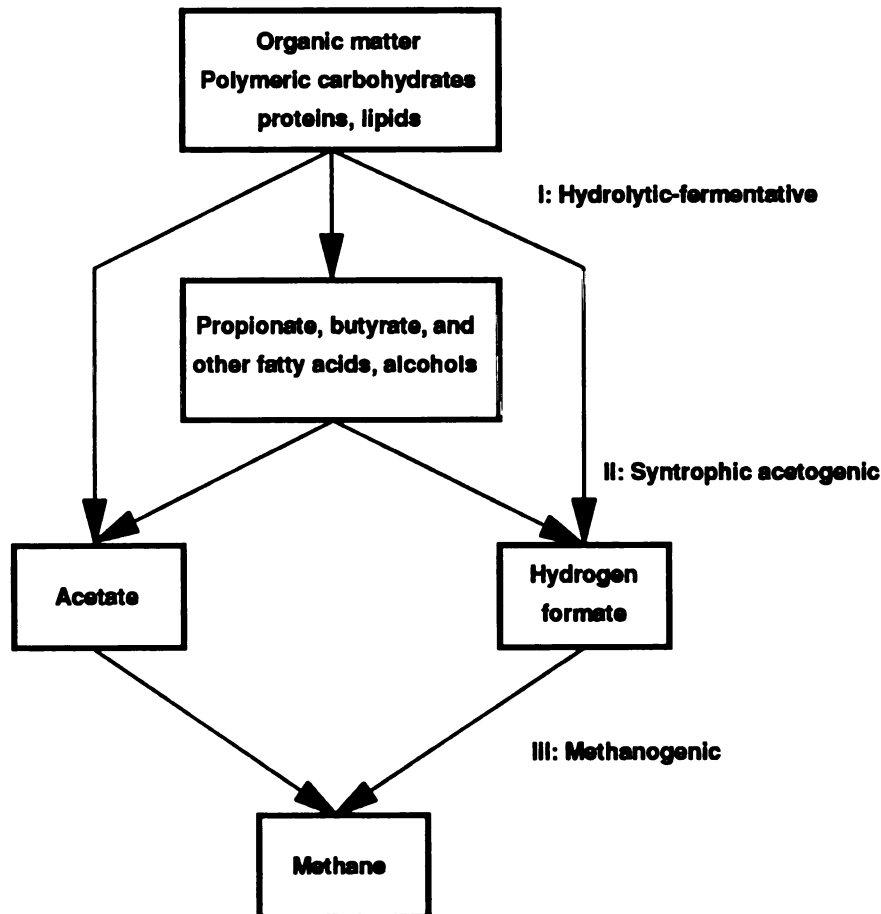 Organic matter
Polymeric carbohydrates
proteins, lipids
I: Hydrolytic-fermentative
Propionate, butyrate, and
other fatty acids, alcohols
II: Syntrophic acetogenic
Acetate
Hydrogen
formate
III: Methanogenic
Methane